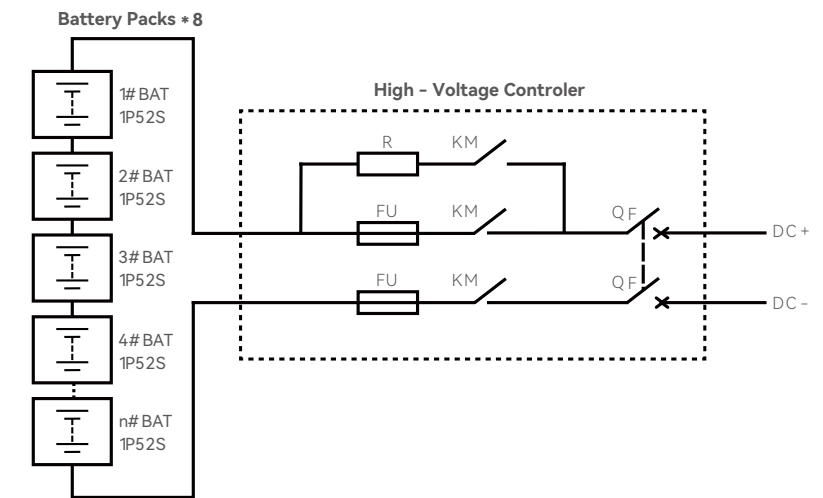 Battery Packs * 8
1# BAT
1P52S
2# BAT
1P52S
3# BAT
1P52S
4# BAT
1P52S
n# BAT
1P52S
High - Voltage Controler
R
KM
FU
KM
QF
DC +
FU
KM
QF
DC -